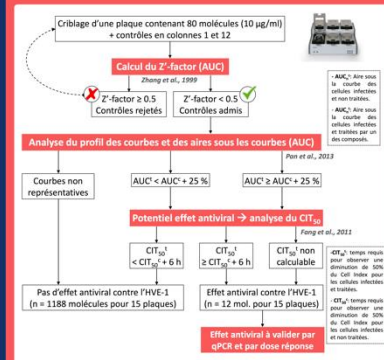 Criblage d'une plaque contenant 80 molécules (10 µg/ml)
+ contrôles en colonnes 1 et 12
Calcul du Z'-factor (AUC)
Zhang et al., 1999
Z'-factor ≥ 0.5
Contrôles rejetés
Z'-factor < 0.5
Contrôles admis
- AUC₀ᶜ: Aire sous
la courbe des
cellules infectées
et non traitées.
- AUC₀ᵗ: Aire sous
la courbe des
cellules infectées
et traitées par un
des composés.
Analyse du profil des courbes et des aires sous les courbes (AUC)
Pan et al., 2013
Courbes non
représentatives
AUCᵗ < AUCᶜ + 25 %
AUCᵗ ≥ AUCᶜ + 25 %
Potentiel effet antiviral → analyse du CIT₅₀
Fang et al., 2011
CIT₅₀ᵗ
< CIT₅₀ᶜ + 6 h
CIT₅₀ᵗ
≥ CIT₅₀ᶜ + 6 h
CIT₅₀ᵗ non
calculable
-CIT₅₀ᵗ: temps requis
pour observer une
diminution de 50%
du Cell Index pour
les cellules infectées
et traitées.
- CIT₅₀ᶜ: temps requis
pour observer une
diminution de 50%
du Cell Index pour
les cellules infectées
et non traitées.
Pas d'effet antiviral contre l'HVE-1
(n = 1188 molécules pour 15 plaques)
Effet antiviral contre l'HVE-1
(n = 12 mol. pour 15 plaques)
Effet antiviral à valider par
qPCR et par dose réponse